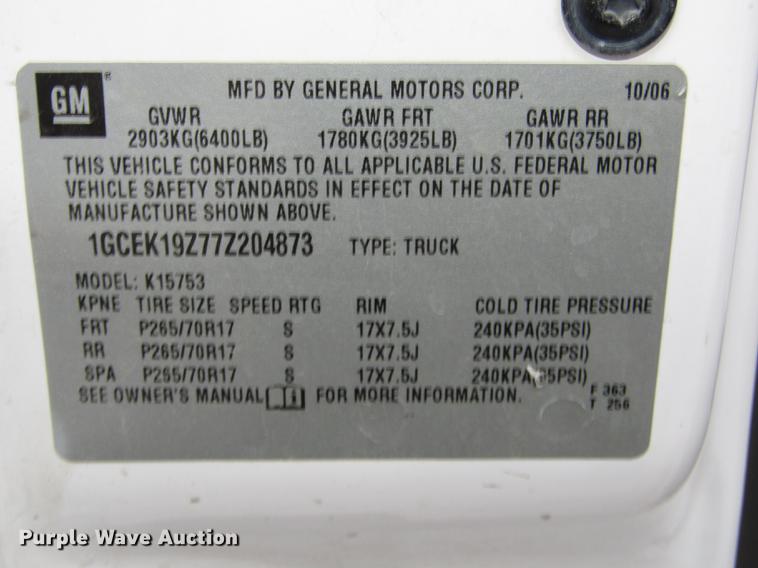 GM ®
MFD BY GENERAL MOTORS CORP. 10/06
GVWR GAWR FRT GAWR RR
2903KG(6400LB) 1780KG(3925LB) 1701KG(3750LB)
THIS VEHICLE CONFORMS TO ALL APPLICABLE U.S. FEDERAL MOTOR
VEHICLE SAFETY STANDARDS IN EFFECT ON THE DATE OF
MANUFACTURE SHOWN ABOVE.
1GCEK19Z77Z204873 TYPE: TRUCK
MODEL: K15753
KPNE TIRE SIZE SPEED RTG RIM COLD TIRE PRESSURE
FRT P265/70R17 S 17X7.5J 240KPA(35PSI)
RR P265/70R17 S 17X7.5J 240KPA(35PSI)
SPA P265/70R17 S 17X7.5J 240KPA(35PSI)
SEE OWNER'S MANUAL FOR MORE INFORMATION.
F 363
T 256
Purple Wave Auction